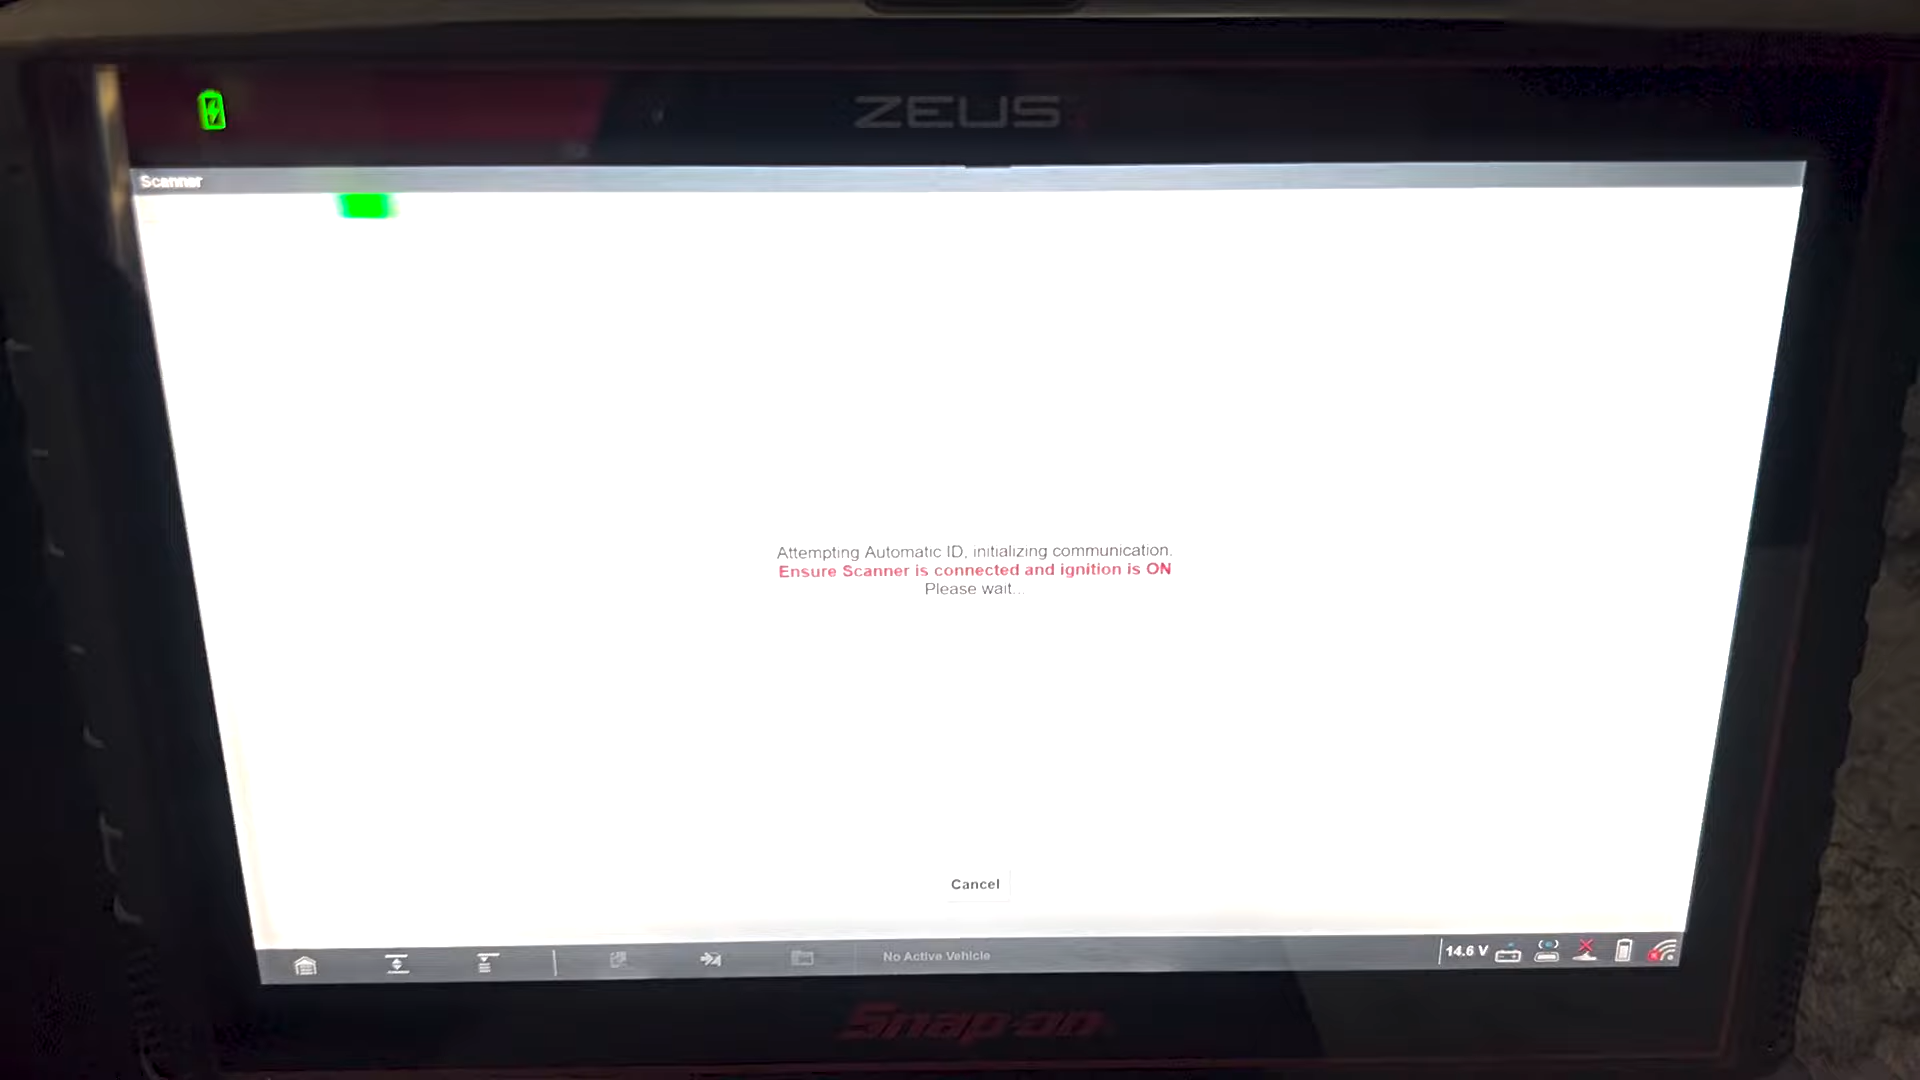 ZEUS
Scanner
Attempting Automatic ID, initializing communication.
Ensure Scanner is connected and ignition is ON
Please wait...
Cancel
No Active Vehicle
14.6 V
Snap-on